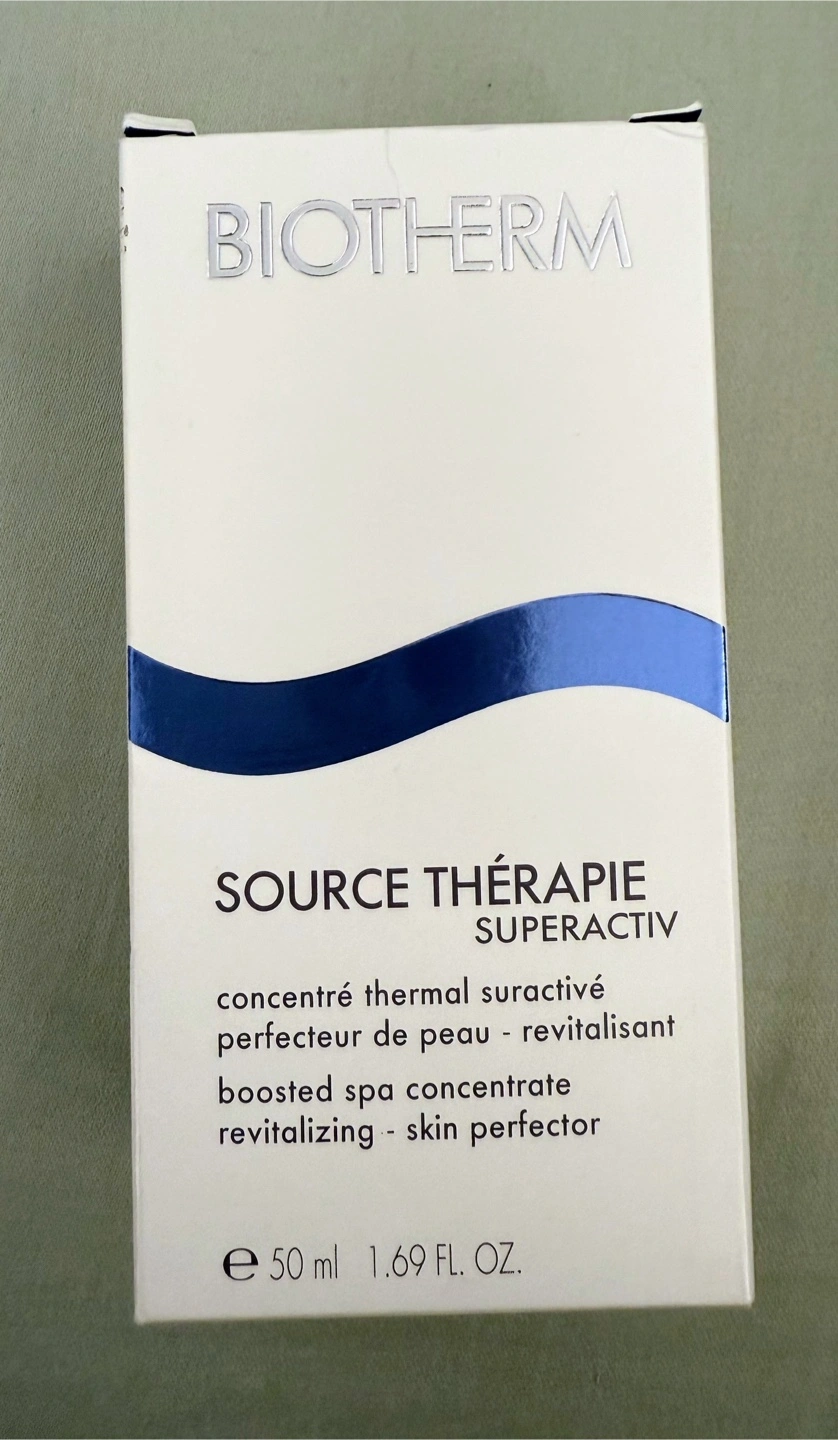 BIOTHERM
SOURCE THÉRAPIE
SUPERACTIV
concentré thermal suractivé
perfecteur de peau - revitalisant
boosted spa concentrate
revitalizing - skin perfector
e 50 ml 1.69 FL. OZ.